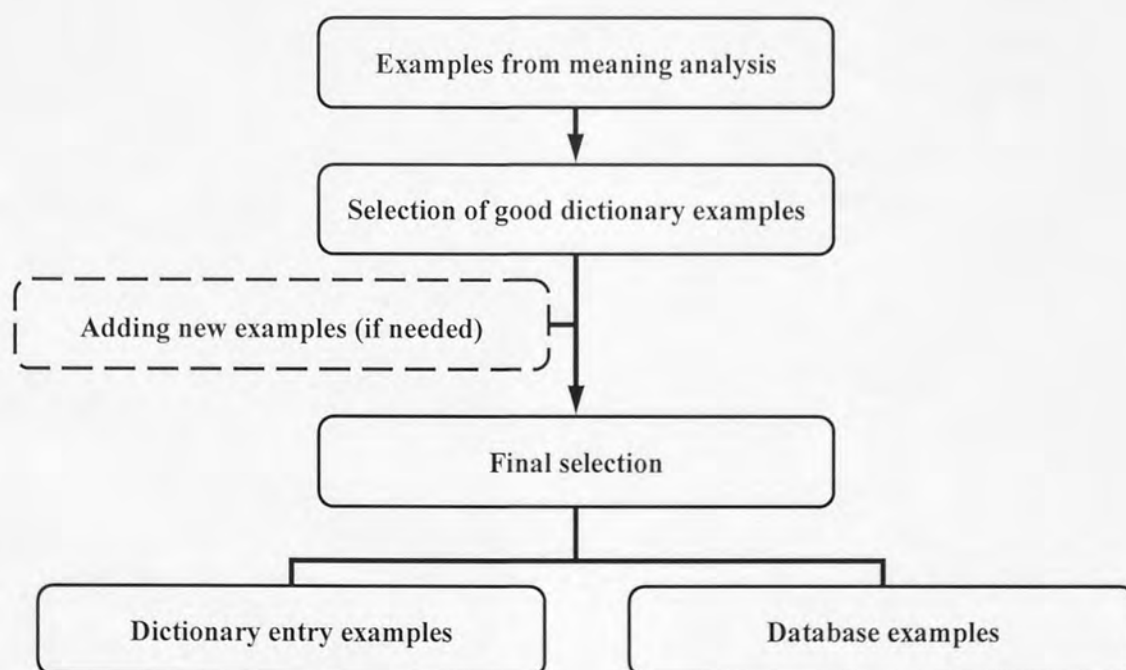 Examples from meaning analysis
Selection of good dictionary examples
Adding new examples (if needed)
Final selection
Dictionary entry examples
Database examples